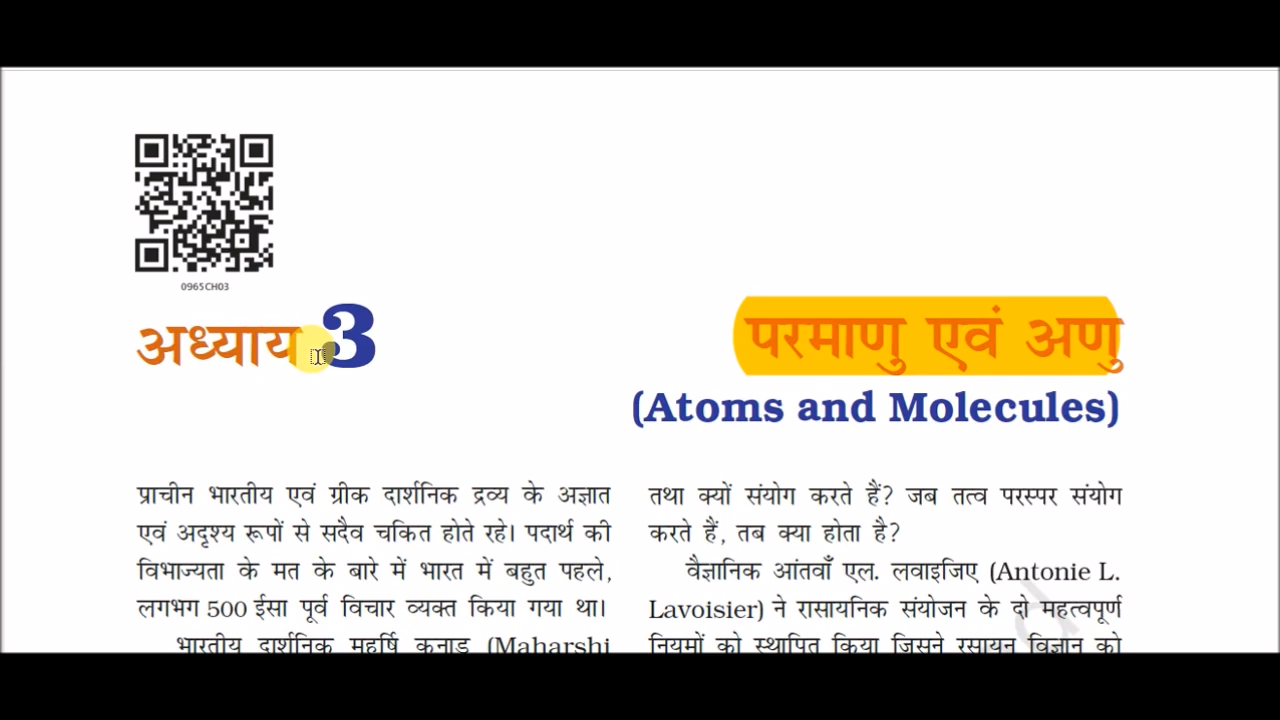 0965CH03
अध्याय 3
परमाणु एवं अणु
(Atoms and Molecules)
प्राचीन भारतीय एवं ग्रीक दार्शनिक द्रव्य के अज्ञात
एवं अदृश्य रूपों से सदैव चकित होते रहे। पदार्थ की
विभाज्यता के मत के बारे में भारत में बहुत पहले,
लगभग 500 ईसा पूर्व विचार व्यक्त किया गया था।
भारतीय दार्शनिक महर्षि कनाड (Maharshi
तथा क्यों संयोग करते हैं? जब तत्व परस्पर संयोग
करते हैं, तब क्या होता है?
वैज्ञानिक आंतवाँ एल. लवाइजिए (Antonie L.
Lavoisier) ने रासायनिक संयोजन के दो महत्वपूर्ण
नियमों को स्थापित किया जिसने रसायन विज्ञान को